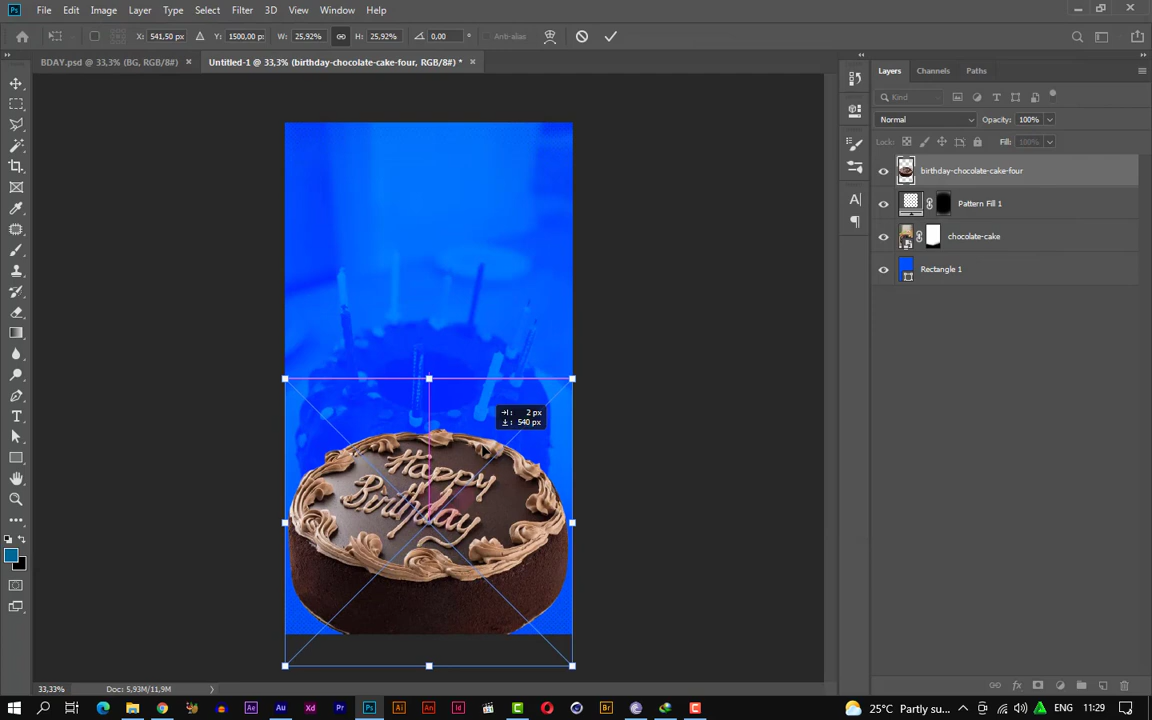 File Edit Image Layer Type Select Filter 3D View Window Help
X: 541,50 px Y: 1500,00 px W: 25,92% H: 25,92% 0,00 ° Anti-alias
BDAY.psd @ 33,3% (BG, RGB/8#) × Untitled-1 @ 33,3% (birthday-chocolate-cake-four, RGB/8#) * ×
Layers Channels Paths
Kind
Normal Opacity: 100%
Lock: Fill: 100%
birthday-chocolate-cake-four
Pattern Fill 1
chocolate-cake
Rectangle 1
2 px
540 px
Happy
Birthday
33,33% Doc: 5,93M/11,9M
25°C Partly su... ENG 11:29